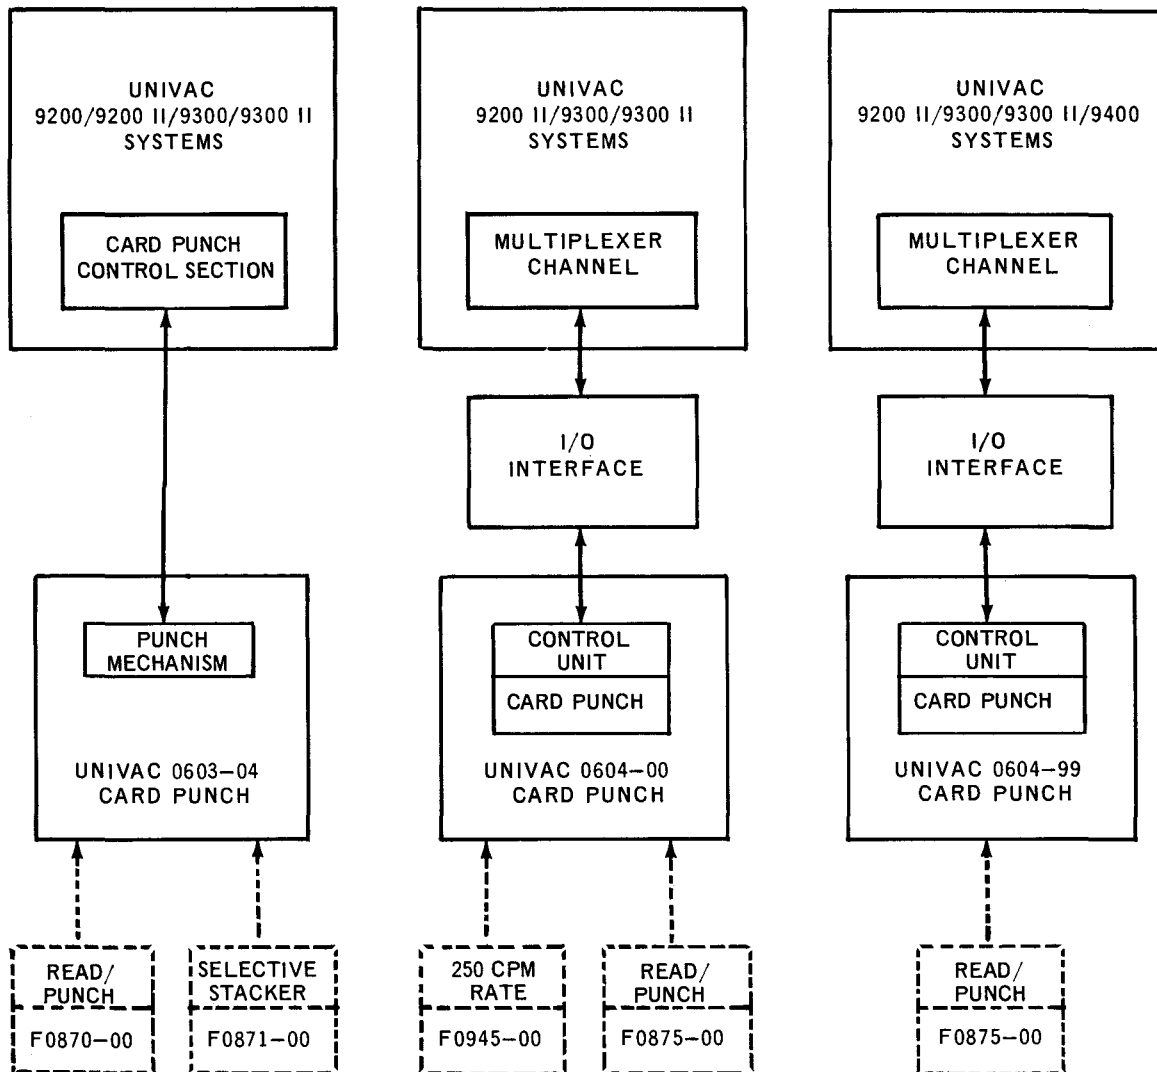 UNIVAC
9200/9200 II/9300/9300 II
SYSTEMS
CARD PUNCH
CONTROL SECTION
PUNCH
MECHANISM
UNIVAC 0603–04
CARD PUNCH
READ/
PUNCH
F0870–00
SELECTIVE
STACKER
F0871–00
UNIVAC
9200 II/9300/9300 II
SYSTEMS
MULTIPLEXER
CHANNEL
I/O
INTERFACE
CONTROL
UNIT
CARD PUNCH
UNIVAC 0604–00
CARD PUNCH
250 CPM
RATE
F0945–00
READ/
PUNCH
F0875–00
UNIVAC
9200 II/9300/9300 II/9400
SYSTEMS
MULTIPLEXER
CHANNEL
I/O
INTERFACE
CONTROL
UNIT
CARD PUNCH
UNIVAC 0604–99
CARD PUNCH
READ/
PUNCH
F0875–00